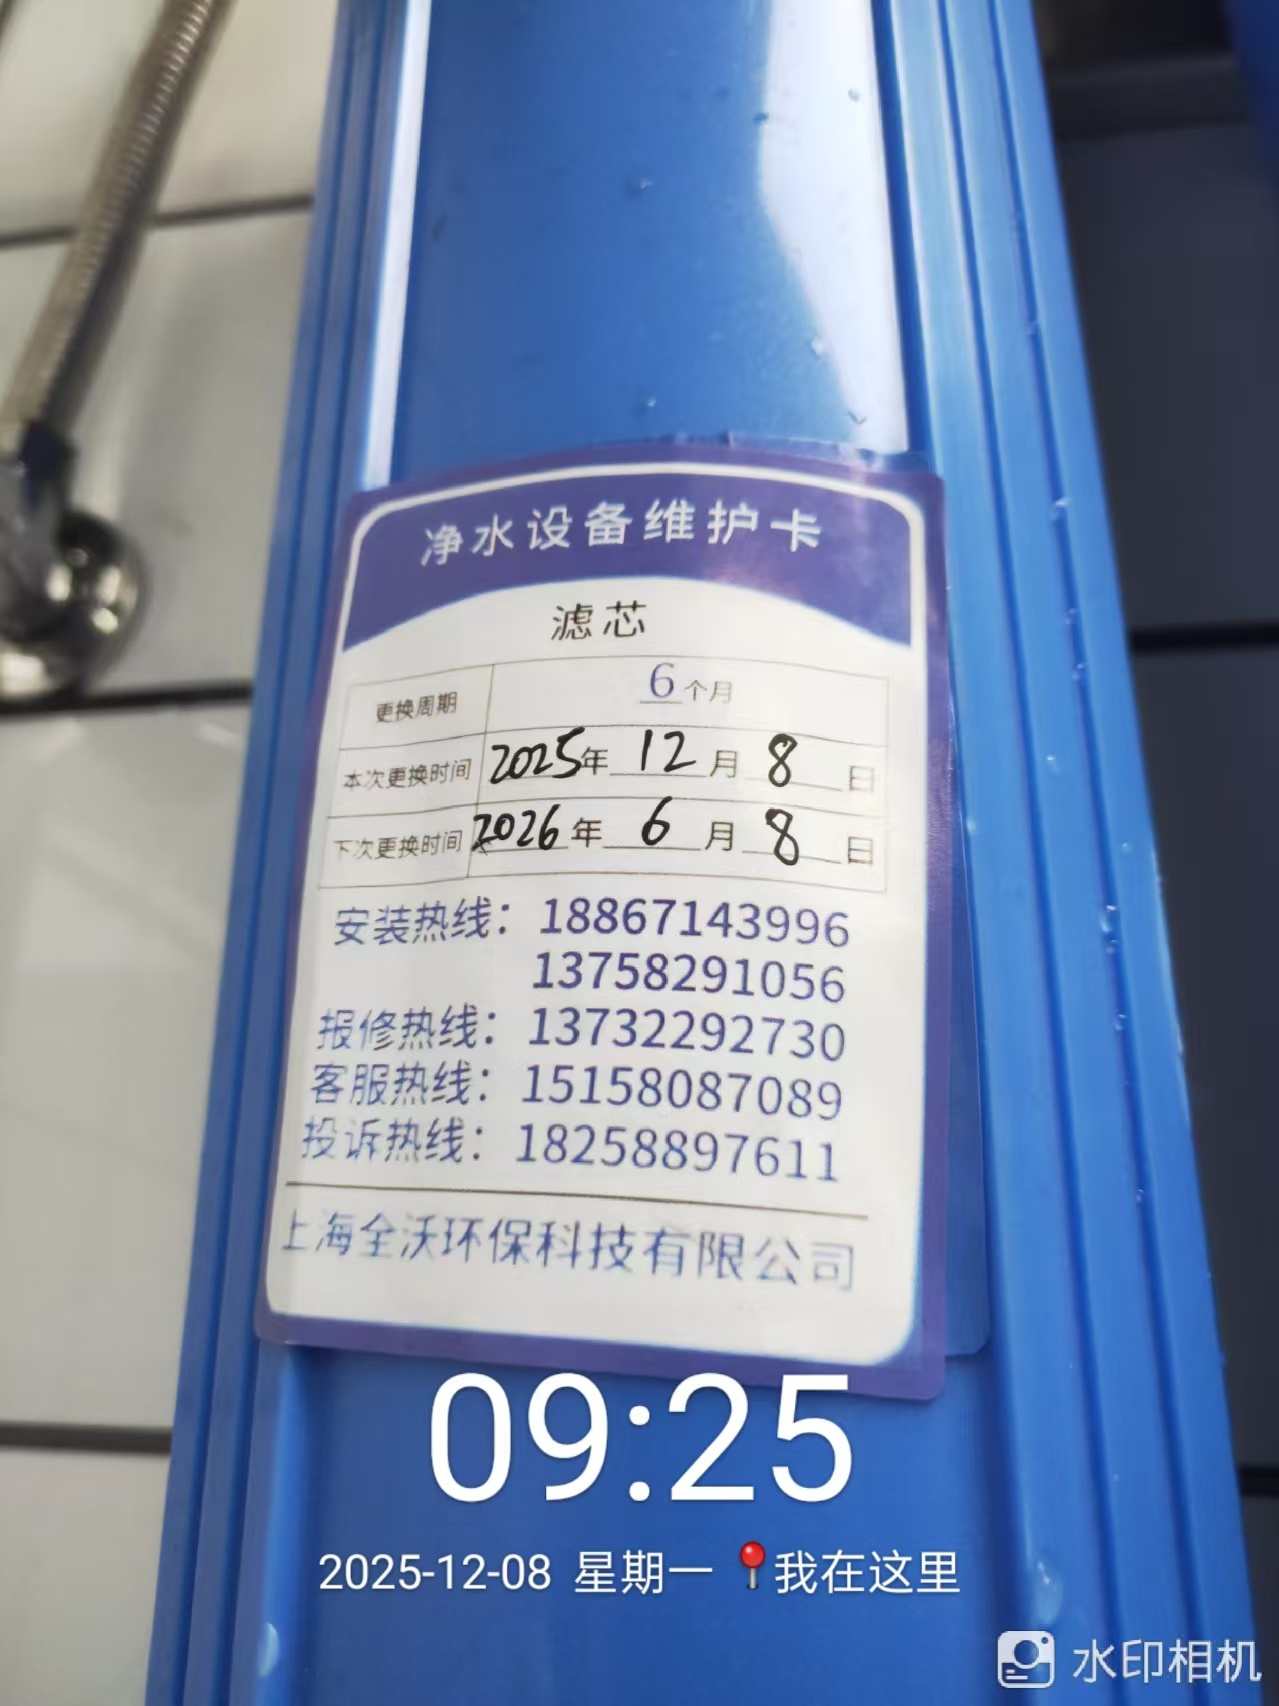 净水设备维护卡
滤芯
更换周期 6个月
本次更换时间 2025年12月8日
下次更换时间 2026年6月8日
安装热线：18867143996
13758291056
报修热线：13732292730
客服热线：15158087089
投诉热线：18258897611
上海全沃环保科技有限公司
09:25
2025-12-08 星期一 📍我在这里
水印相机